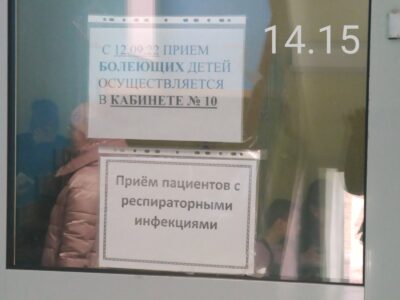 14.15
С 12.09.22 ПРИЕМ
БОЛЕЮЩИХ ДЕТЕЙ
ОСУЩЕСТВЛЯЕТСЯ
В КАБИНЕТЕ № 10
Приём пациентов с
респираторными
инфекциями